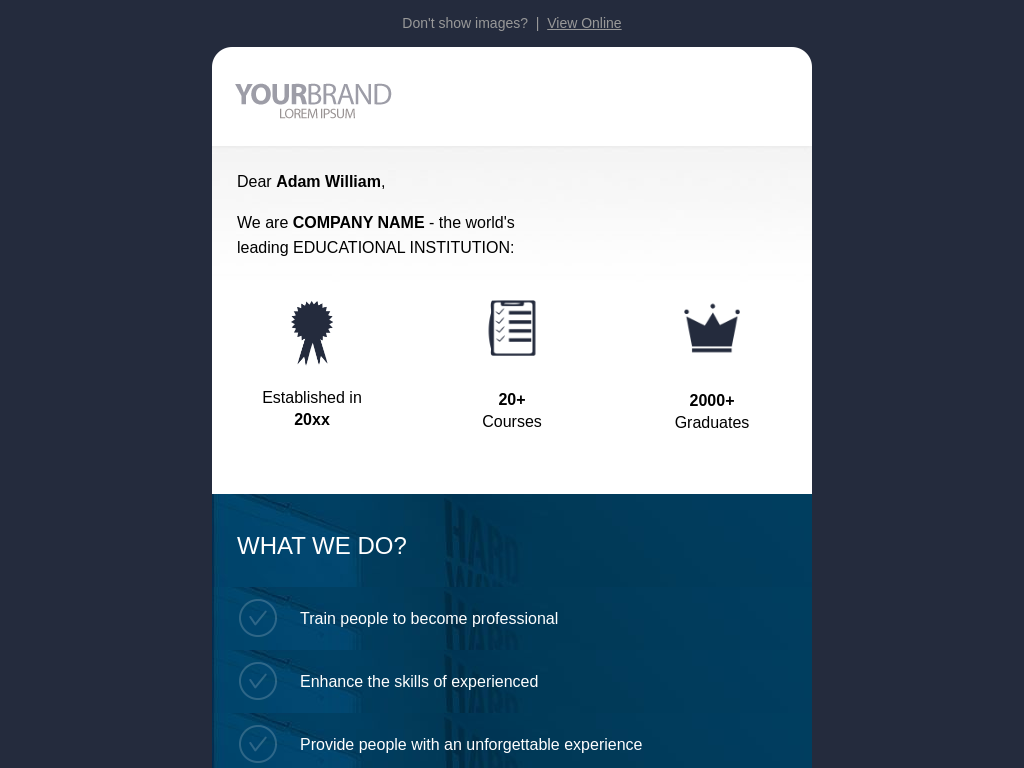 Don't show images? | View Online
YOURBRAND
LOREM IPSUM
Dear Adam William,
We are COMPANY NAME - the world's
leading EDUCATIONAL INSTITUTION:
Established in
20xx
20+
Courses
2000+
Graduates
WHAT WE DO?
HARD
WO
Train people to become professional
Enhance the skills of experienced
Provide people with an unforgettable experience